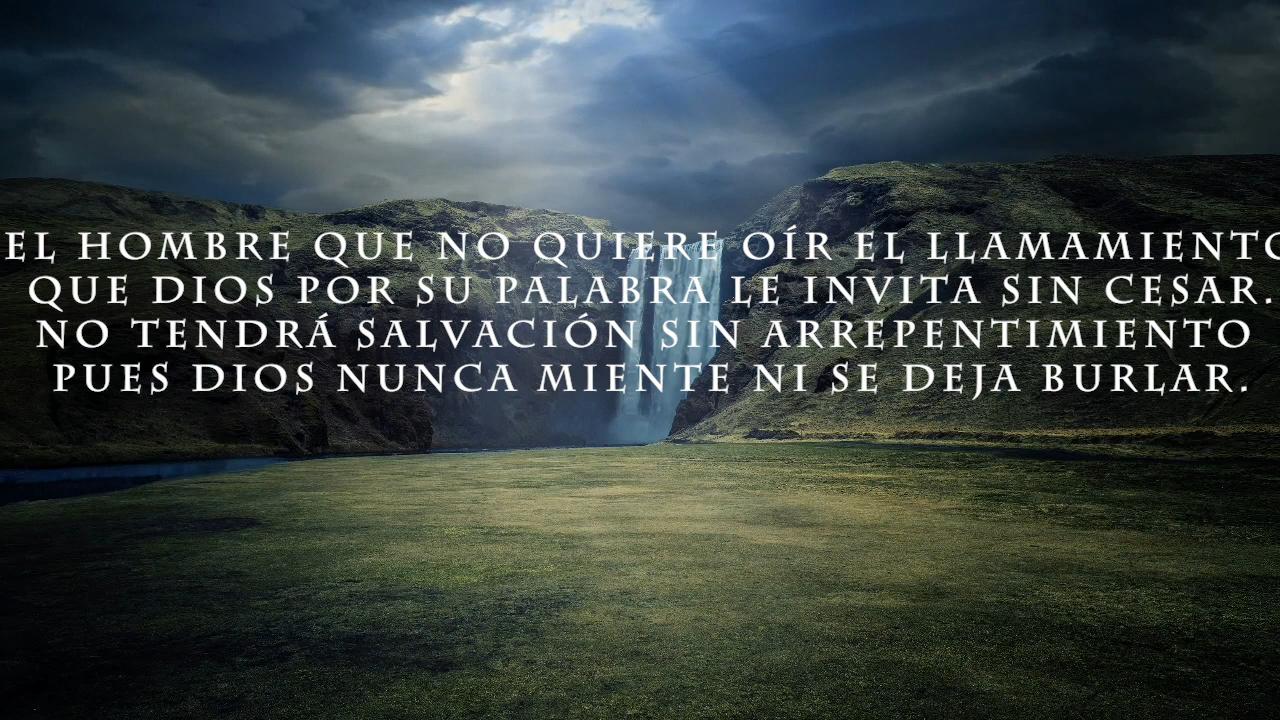 EL HOMBRE QUE NO QUIERE OÍR EL LLAMAMIENTO
QUE DIOS POR SU PALABRA LE INVITA SIN CESAR.
NO TENDRÁ SALVACIÓN SIN ARREPENTIMIENTO
PUES DIOS NUNCA MIENTE NI SE DEJA BURLAR.